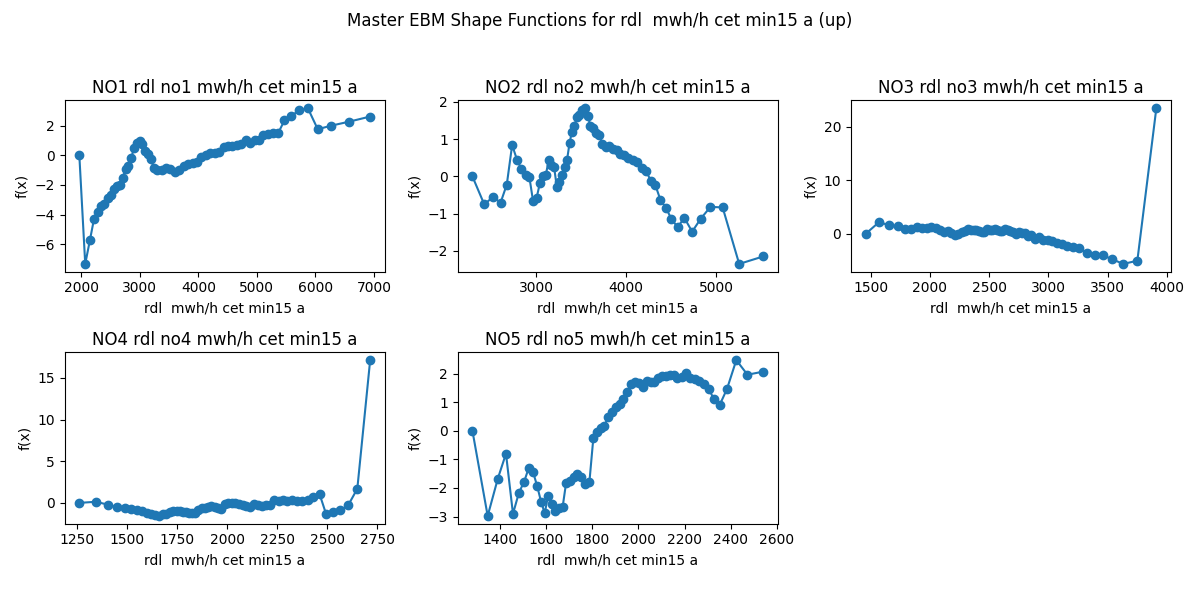 Master EBM Shape Functions for rdl  mwh/h cet min15 a (up)
NO1 rdl no1 mwh/h cet min15 a
f(x)
2
0
−2
−4
−6
2000 3000 4000 5000 6000 7000
rdl  mwh/h cet min15 a
NO2 rdl no2 mwh/h cet min15 a
f(x)
2
1
0
−1
−2
3000 4000 5000
rdl  mwh/h cet min15 a
NO3 rdl no3 mwh/h cet min15 a
f(x)
20
10
0
1500 2000 2500 3000 3500 4000
rdl  mwh/h cet min15 a
NO4 rdl no4 mwh/h cet min15 a
f(x)
15
10
5
0
1250 1500 1750 2000 2250 2500 2750
rdl  mwh/h cet min15 a
NO5 rdl no5 mwh/h cet min15 a
f(x)
2
1
0
−1
−2
−3
1400 1600 1800 2000 2200 2400 2600
rdl  mwh/h cet min15 a